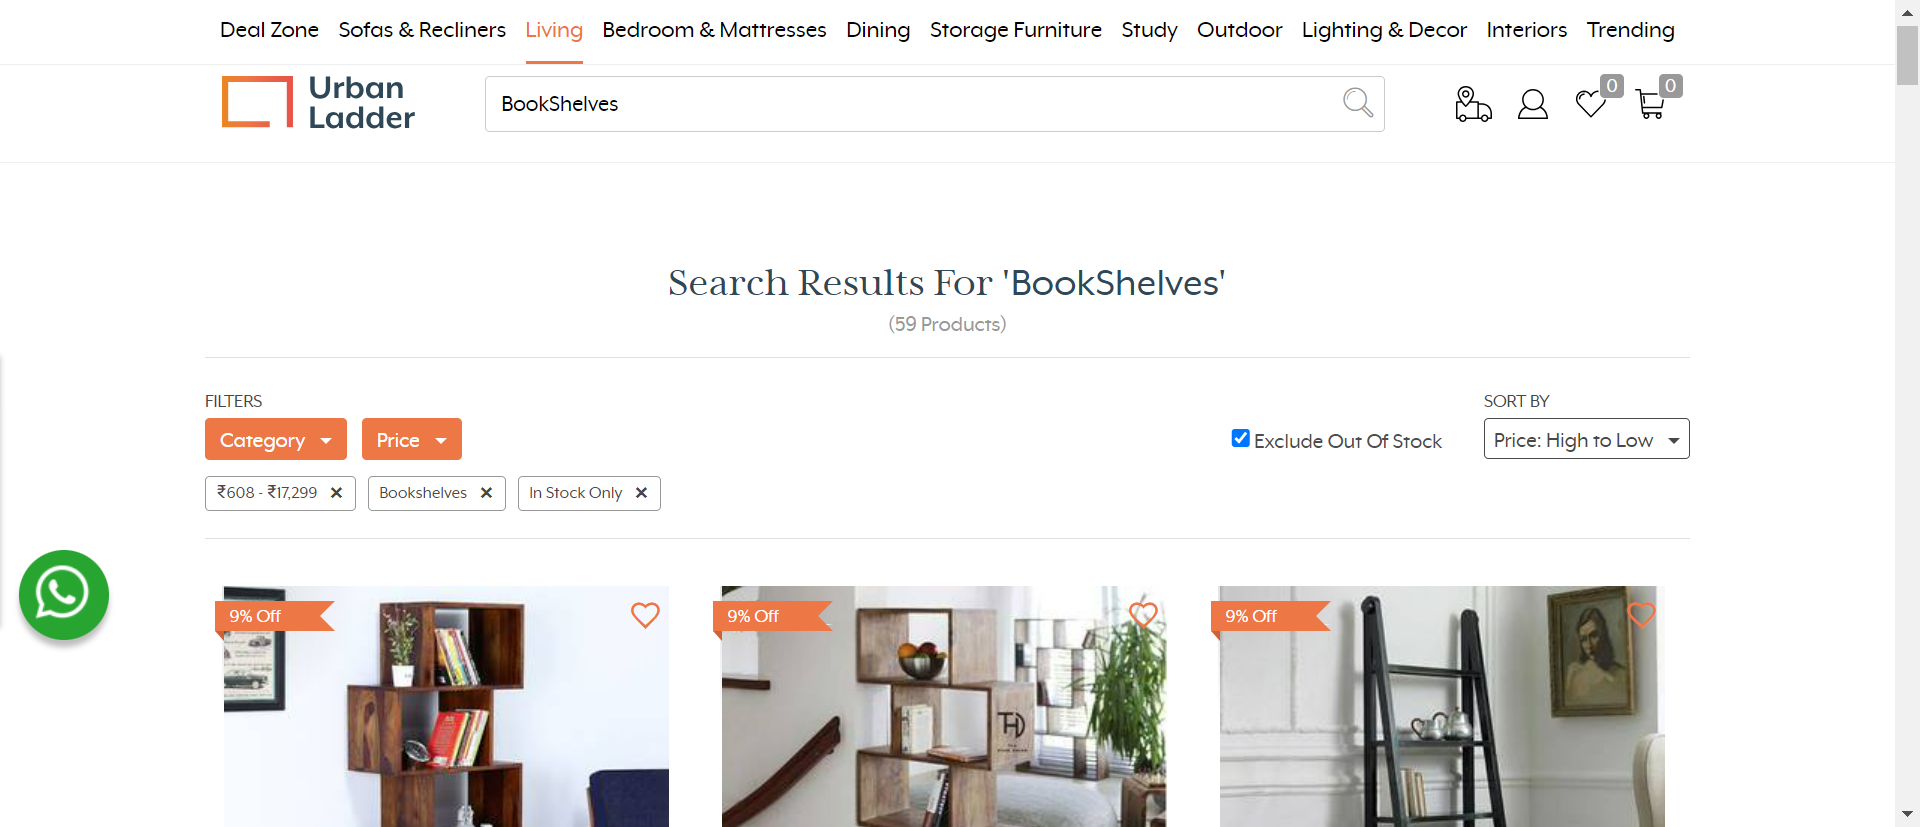 Deal Zone Sofas & Recliners Living Bedroom & Mattresses Dining Storage Furniture Study Outdoor Lighting & Decor Interiors Trending
Urban
Ladder
BookShelves
0
0
Search Results For 'BookShelves'
(59 Products)
FILTERS
SORT BY
Category
Price
Exclude Out Of Stock
Price: High to Low
₹608 - ₹17,299
Bookshelves
In Stock Only
9% Off
9% Off
9% Off